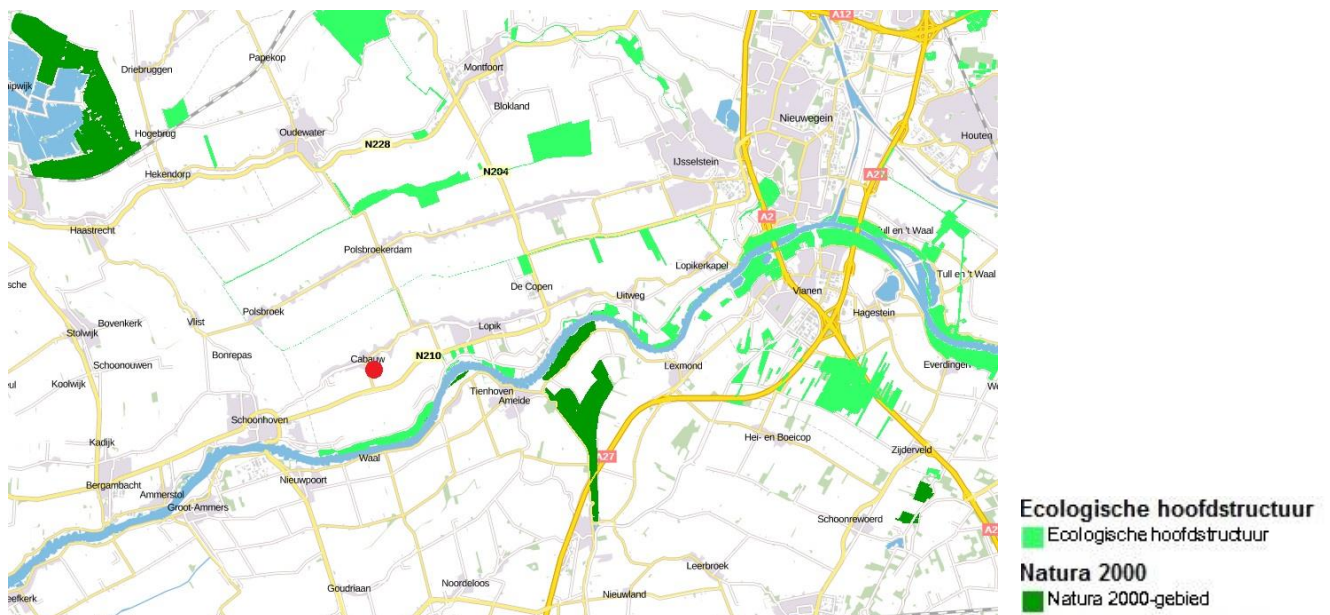 A12
Papekop
Driebruggen
Montfoort
Blokland
Nieuwegein
Hogebrug
Oudewater
N228
Houten
IJsselstein
N204
Hekendorp
A27
A2
Haastrecht
Tull en 't Waal
Polsbroekerdam
Lopikerkapel
Tull en 't Waal
De Copen
Uitweg
Vianen
Polsbroek
Hagestein
Bovenkerk
Vlist
Stolwijk
Lopik
Bonrepas
Cabauw
N210
Schoonouwen
Lexmond
Everdingen
Koolwijk
Tienhoven
Ameide
Schoonhoven
Hei- en Boeicop
Kadijk
Zijderveld
Waal
A27
Nieuwpoort
Bergambacht
Ammerstol
Groot-Ammers
Schoonrewoerd
Leerbroek
Noordeloos
Goudriaan
Nieuwland
Ecologische hoofdstructuur
Ecologische hoofdstructuur
Natura 2000
Natura 2000-gebied